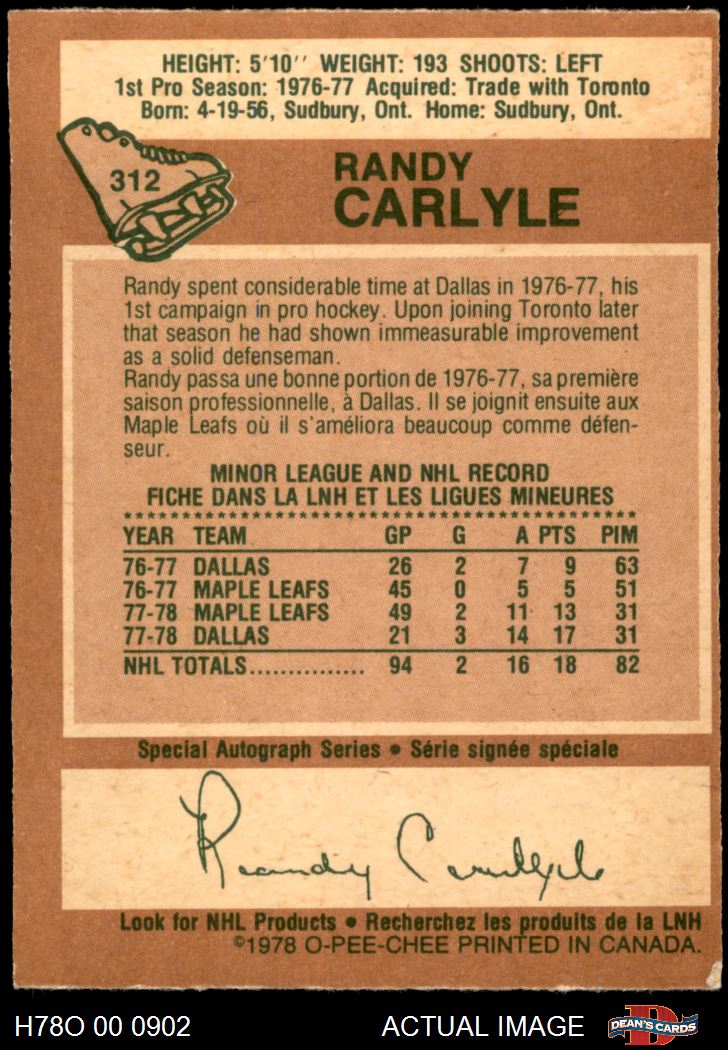 HEIGHT: 5'10'' WEIGHT: 193 SHOOTS: LEFT
1st Pro Season: 1976-77 Acquired: Trade with Toronto
Born: 4-19-56, Sudbury, Ont. Home: Sudbury, Ont.
312
RANDY
CARLYLE
Randy spent considerable time at Dallas in 1976-77, his
1st campaign in pro hockey. Upon joining Toronto later
that season he had shown immeasurable improvement
as a solid defenseman.
Randy passa une bonne portion de 1976-77, sa première
saison professionnelle, à Dallas. Il se joignit ensuite aux
Maple Leafs où il s'améliora beaucoup comme défen-
seur.
MINOR LEAGUE AND NHL RECORD
FICHE DANS LA LNH ET LES LIGUES MINEURES
YEAR TEAM GP G A PTS PIM
76-77 DALLAS 26 2 7 9 63
76-77 MAPLE LEAFS 45 0 5 5 51
77-78 MAPLE LEAFS 49 2 11 13 31
77-78 DALLAS 21 3 14 17 31
NHL TOTALS............... 94 2 16 18 82
Special Autograph Series • Série signée spéciale
Randy Carlyle
Look for NHL Products • Recherchez les produits de la LNH
©1978 O-PEE-CHEE PRINTED IN CANADA.
H78O 00 0902 ACTUAL IMAGE DEAN'S CARDS